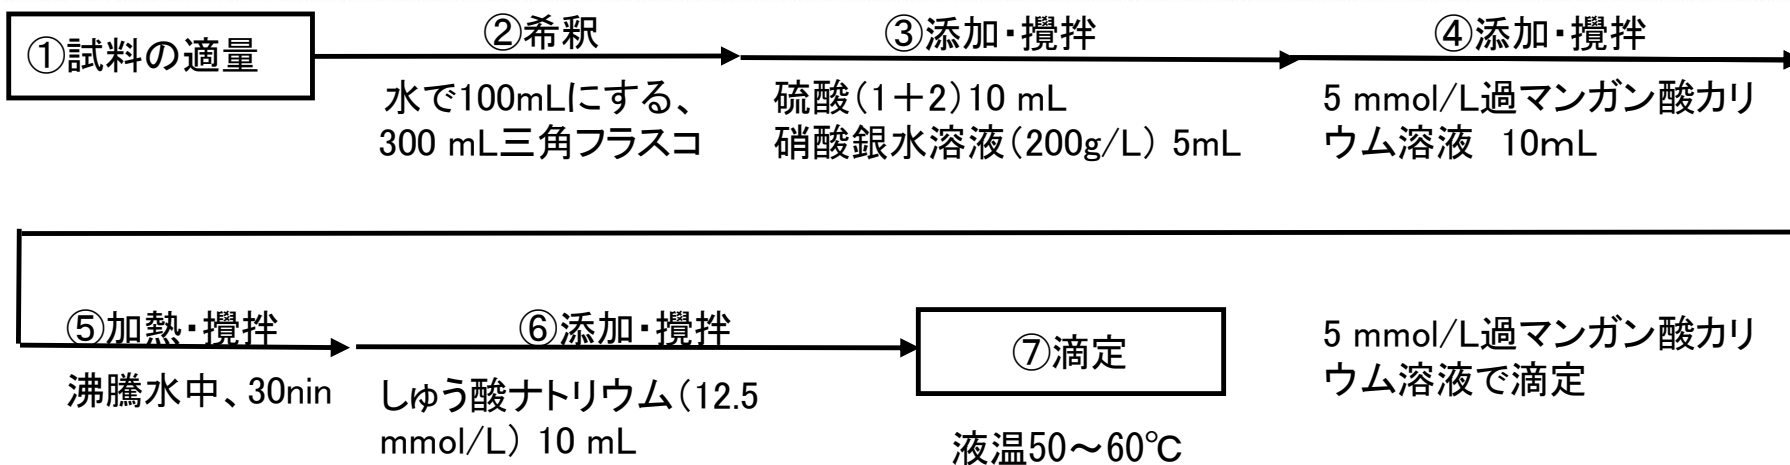 ①試料の適量
②希釈
水で100mLにする、
300 mL三角フラスコ
③添加・攪拌
硫酸(1＋2)10 mL
硝酸銀水溶液(200g/L) 5mL
④添加・攪拌
5 mmol/L過マンガン酸カリ
ウム溶液　10ｍL
⑤加熱・攪拌
沸騰水中、30nin
⑥添加・攪拌
しゅう酸ナトリウム(12.5
mmol/L) 10 mL
⑦滴定
液温50～60℃
5 mmol/L過マンガン酸カリ
ウム溶液で滴定